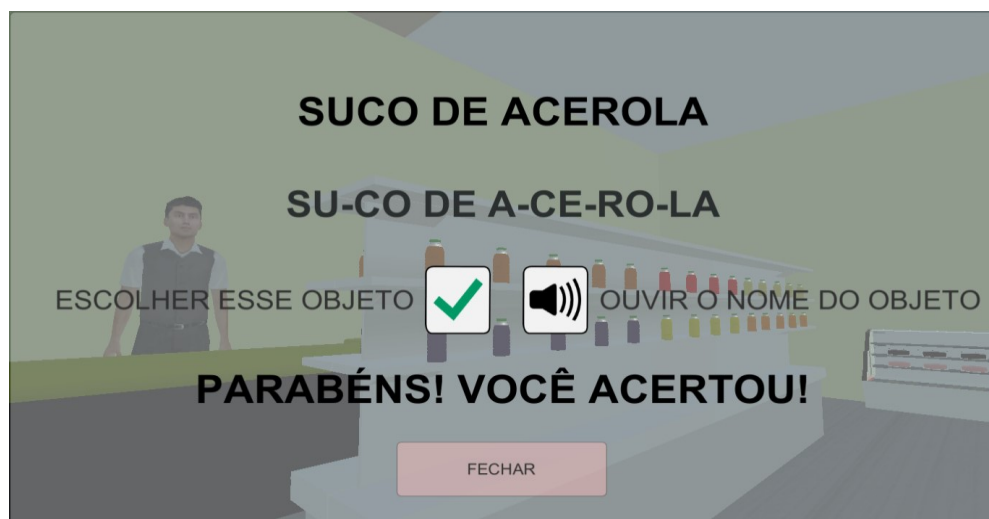 SUCO DE ACEROLA
SU-CO DE A-CE-RO-LA
ESCOLHER ESSE OBJETO OUVIR O NOME DO OBJETO
PARABÉNS! VOCÊ ACERTOU!
FECHAR